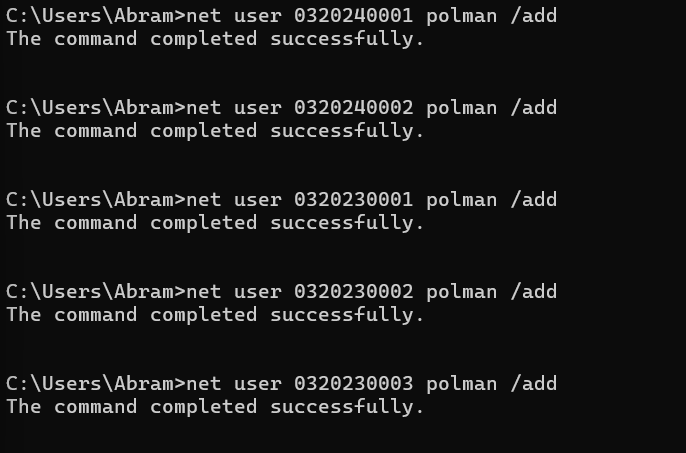 C:\Users\Abram>net user 0320240001 polman /add
The command completed successfully.
C:\Users\Abram>net user 0320240002 polman /add
The command completed successfully.
C:\Users\Abram>net user 0320230001 polman /add
The command completed successfully.
C:\Users\Abram>net user 0320230002 polman /add
The command completed successfully.
C:\Users\Abram>net user 0320230003 polman /add
The command completed successfully.